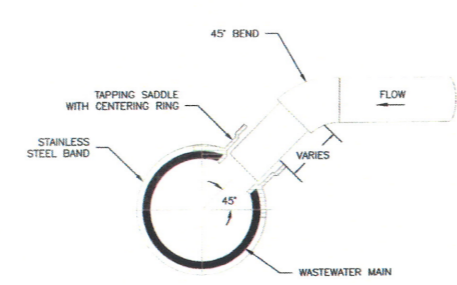 45° BEND
FLOW
TAPPING SADDLE
WITH CENTERING RING
STAINLESS
STEEL BAND
VARIES
45°
WASTEWATER MAIN